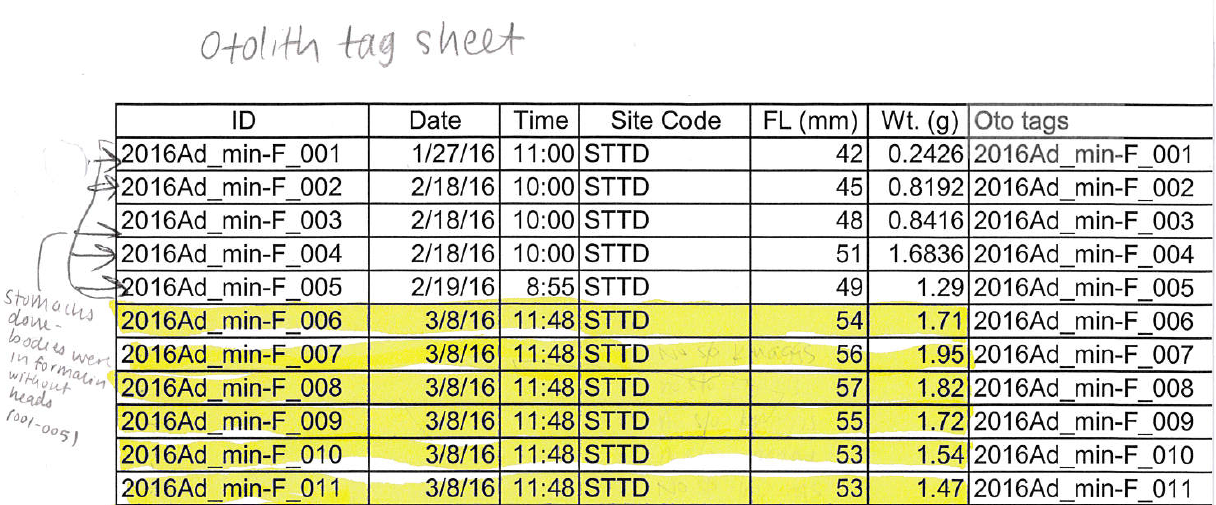 Otolith tag sheet
ID Date Time Site Code FL (mm) Wt. (g) Oto tags
2016Ad_min-F_001 1/27/16 11:00 STTD 42 0.2426 2016Ad_min-F_001
2016Ad_min-F_002 2/18/16 10:00 STTD 45 0.8192 2016Ad_min-F_002
2016Ad_min-F_003 2/18/16 10:00 STTD 48 0.8416 2016Ad_min-F_003
2016Ad_min-F_004 2/18/16 10:00 STTD 51 1.6836 2016Ad_min-F_004
2016Ad_min-F_005 2/19/16 8:55 STTD 49 1.29 2016Ad_min-F_005
2016Ad_min-F_006 3/8/16 11:48 STTD 54 1.71 2016Ad_min-F_006
2016Ad_min-F_007 3/8/16 11:48 STTD 56 1.95 2016Ad_min-F_007
2016Ad_min-F_008 3/8/16 11:48 STTD 57 1.82 2016Ad_min-F_008
2016Ad_min-F_009 3/8/16 11:48 STTD 55 1.72 2016Ad_min-F_009
2016Ad_min-F_010 3/8/16 11:48 STTD 53 1.54 2016Ad_min-F_010
2016Ad_min-F_011 3/8/16 11:48 STTD 53 1.47 2016Ad_min-F_011
Stomachs
done-
bodies were
in formalin
without
heads
(001-005)